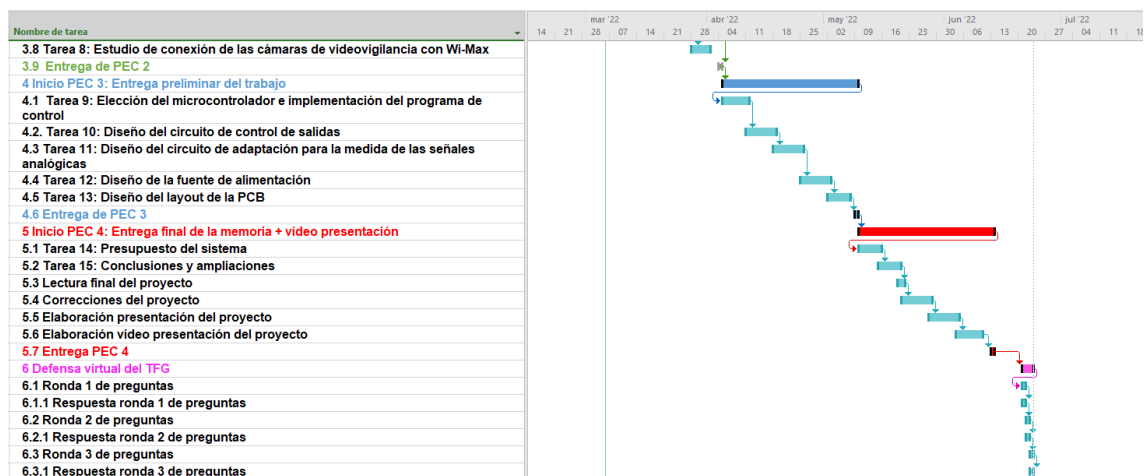 mar '22 abr '22 may '22 jun '22 jul '22
Nombre de tarea 14 21 28 07 14 21 28 04 11 18 25 02 09 16 23 30 06 13 20 27 04 11 18
3.8 Tarea 8: Estudio de conexión de las cámaras de videovigilancia con Wi-Max
3.9 Entrega de PEC 2
4 Inicio PEC 3: Entrega preliminar del trabajo
4.1 Tarea 9: Elección del microcontrolador e implementación del programa de
control
4.2. Tarea 10: Diseño del circuito de control de salidas
4.3 Tarea 11: Diseño del circuito de adaptación para la medida de las señales
analógicas
4.4 Tarea 12: Diseño de la fuente de alimentación
4.5 Tarea 13: Diseño del layout de la PCB
4.6 Entrega de PEC 3
5 Inicio PEC 4: Entrega final de la memoria + vídeo presentación
5.1 Tarea 14: Presupuesto del sistema
5.2 Tarea 15: Conclusiones y ampliaciones
5.3 Lectura final del proyecto
5.4 Correcciones del proyecto
5.5 Elaboración presentación del proyecto
5.6 Elaboración vídeo presentación del proyecto
5.7 Entrega PEC 4
6 Defensa virtual del TFG
6.1 Ronda 1 de preguntas
6.1.1 Respuesta ronda 1 de preguntas
6.2 Ronda 2 de preguntas
6.2.1 Respuesta ronda 2 de preguntas
6.3 Ronda 3 de preguntas
6.3.1 Respuesta ronda 3 de preguntas